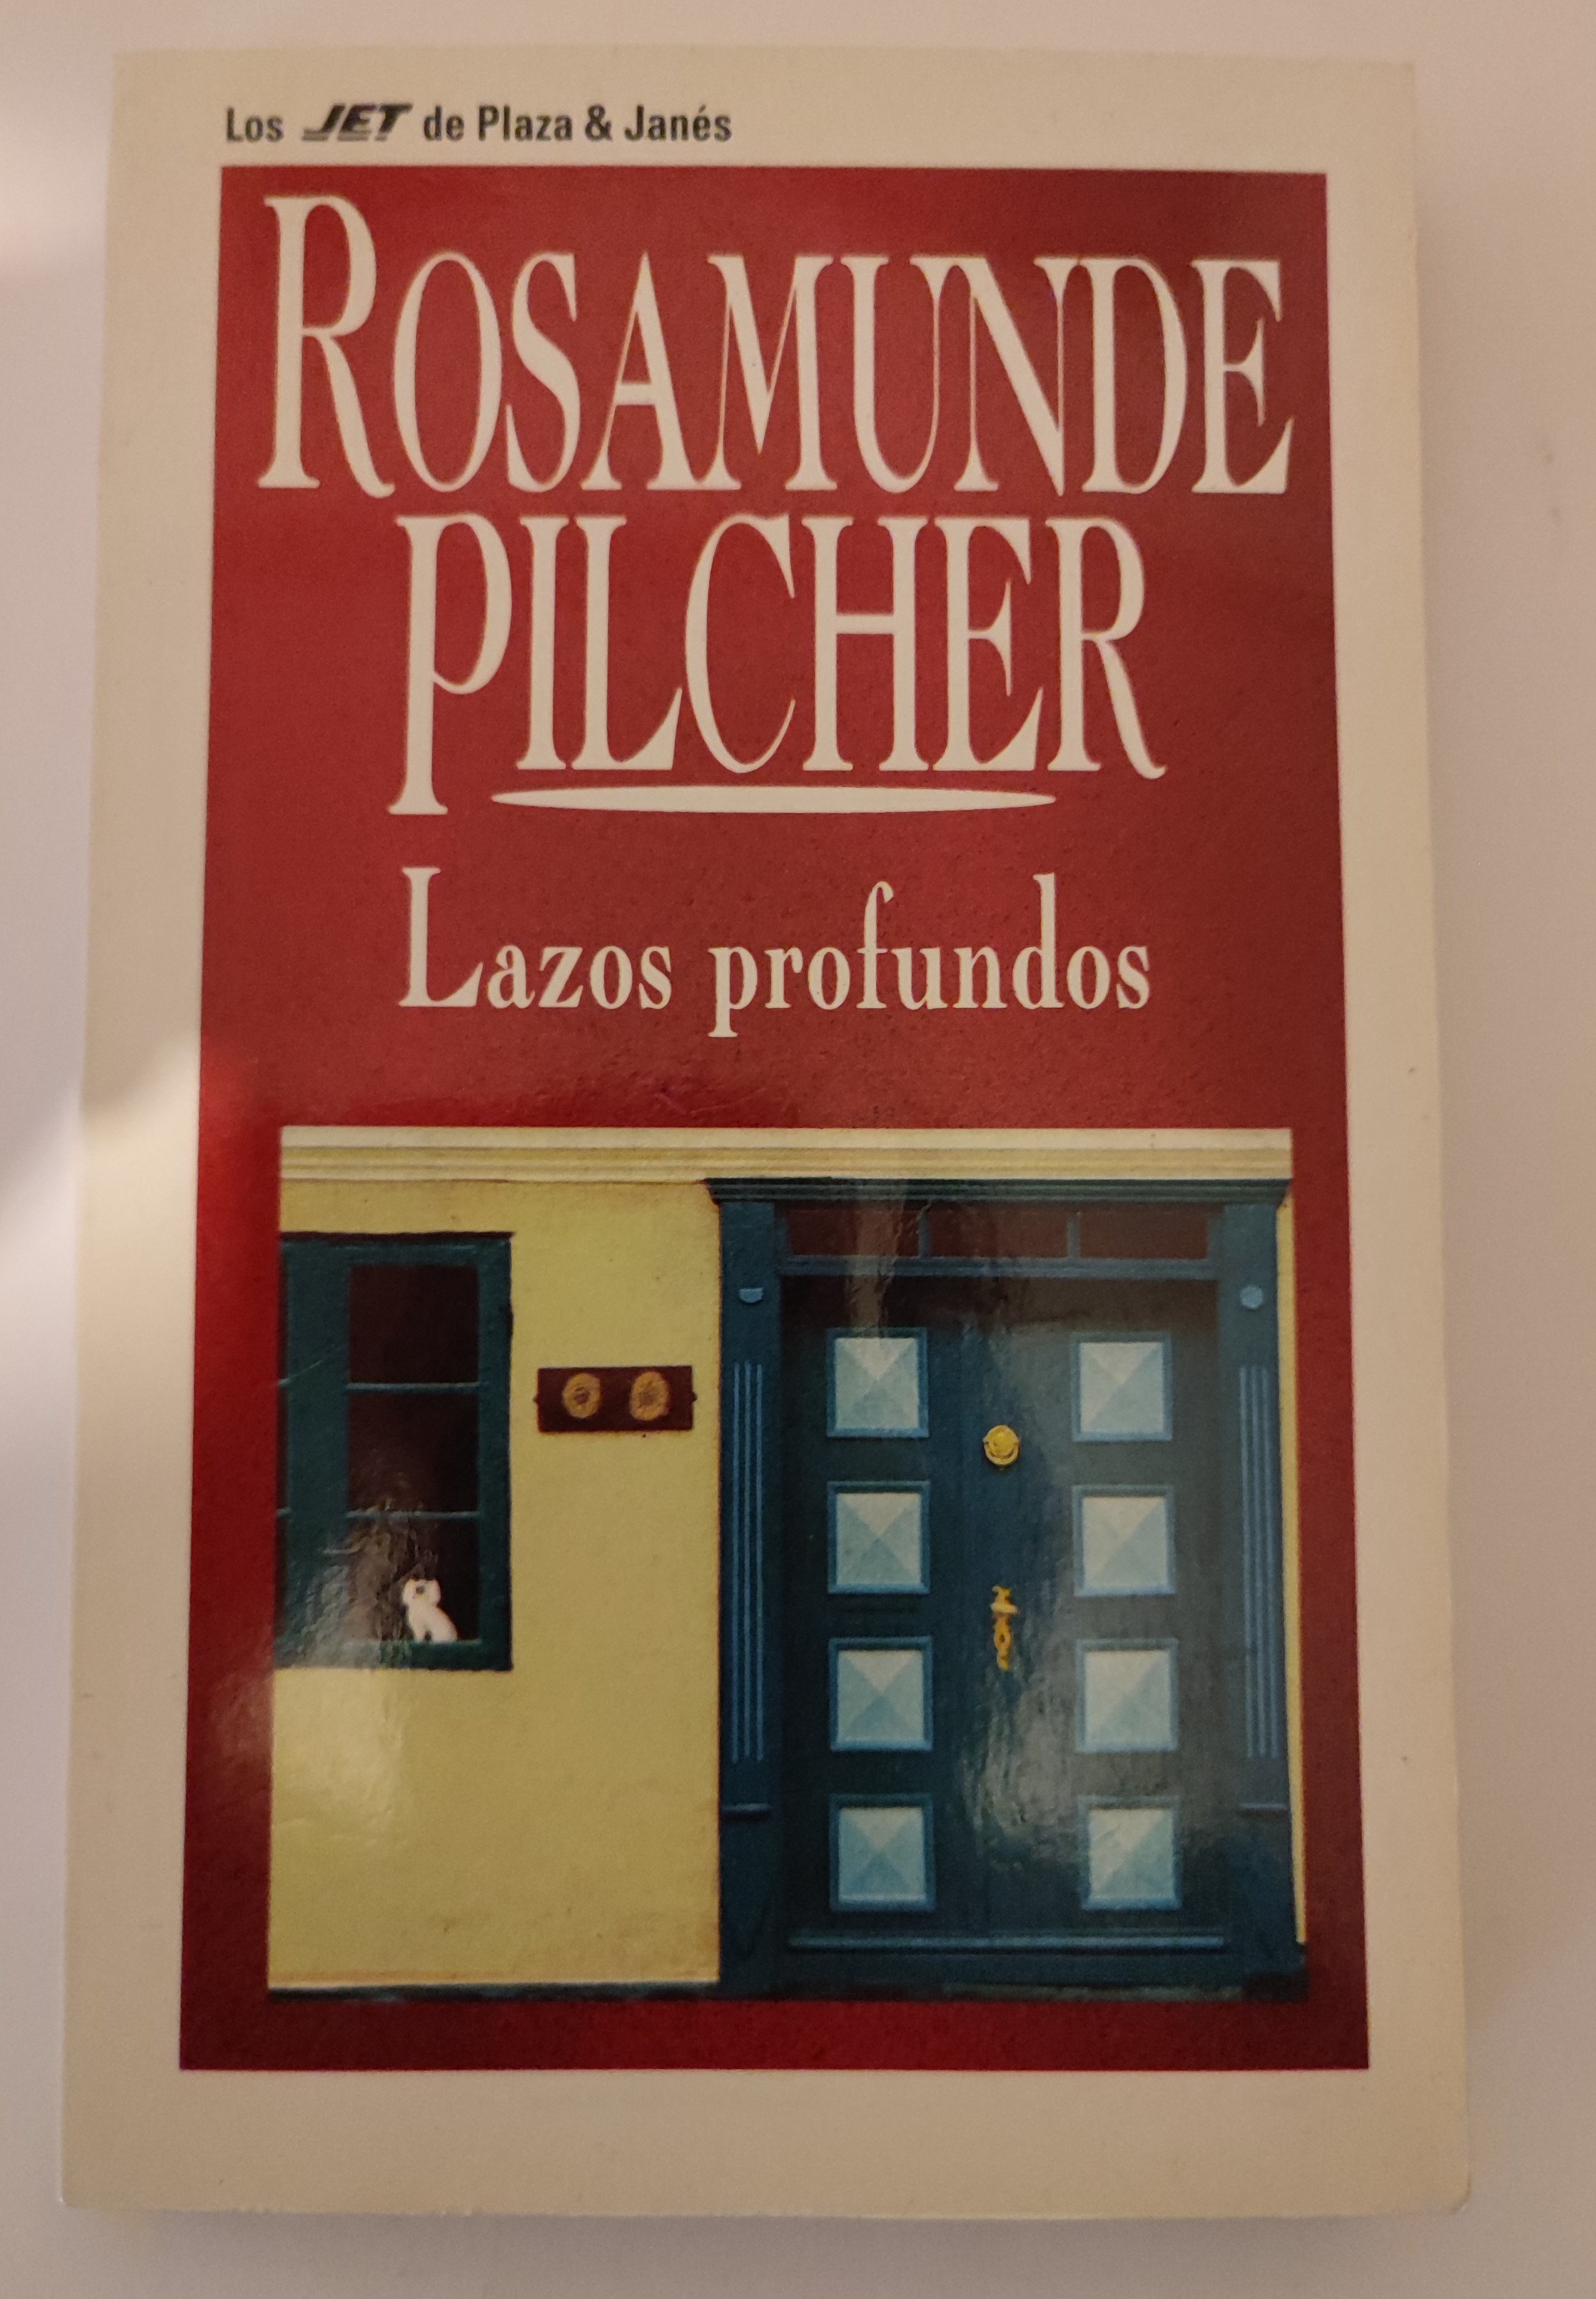 Los JET de Plaza & Janés
ROSAMUNDE
PILCHER
Lazos profundos